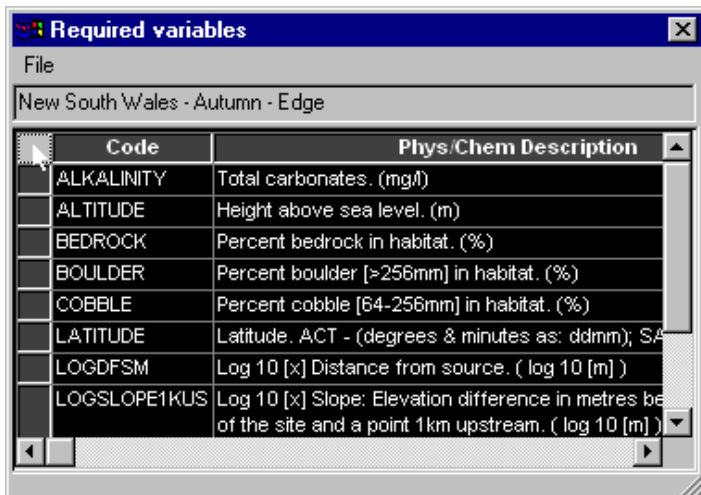 Required variables
File
New South Wales - Autumn - Edge
Code Phys/Chem Description
ALKALINITY Total carbonates. (mg/l)
ALTITUDE Height above sea level. (m)
BEDROCK Percent bedrock in habitat. (%)
BOULDER Percent boulder [>256mm] in habitat. (%)
COBBLE Percent cobble [64-256mm] in habitat. (%)
LATITUDE Latitude. ACT - (degrees & minutes as: ddmm); SA
LOGDFSM Log 10 [x] Distance from source. ( log 10 [m] )
LOGSLOPE1KUS Log 10 [x] Slope: Elevation difference in metres be
of the site and a point 1km upstream. ( log 10 [m] )